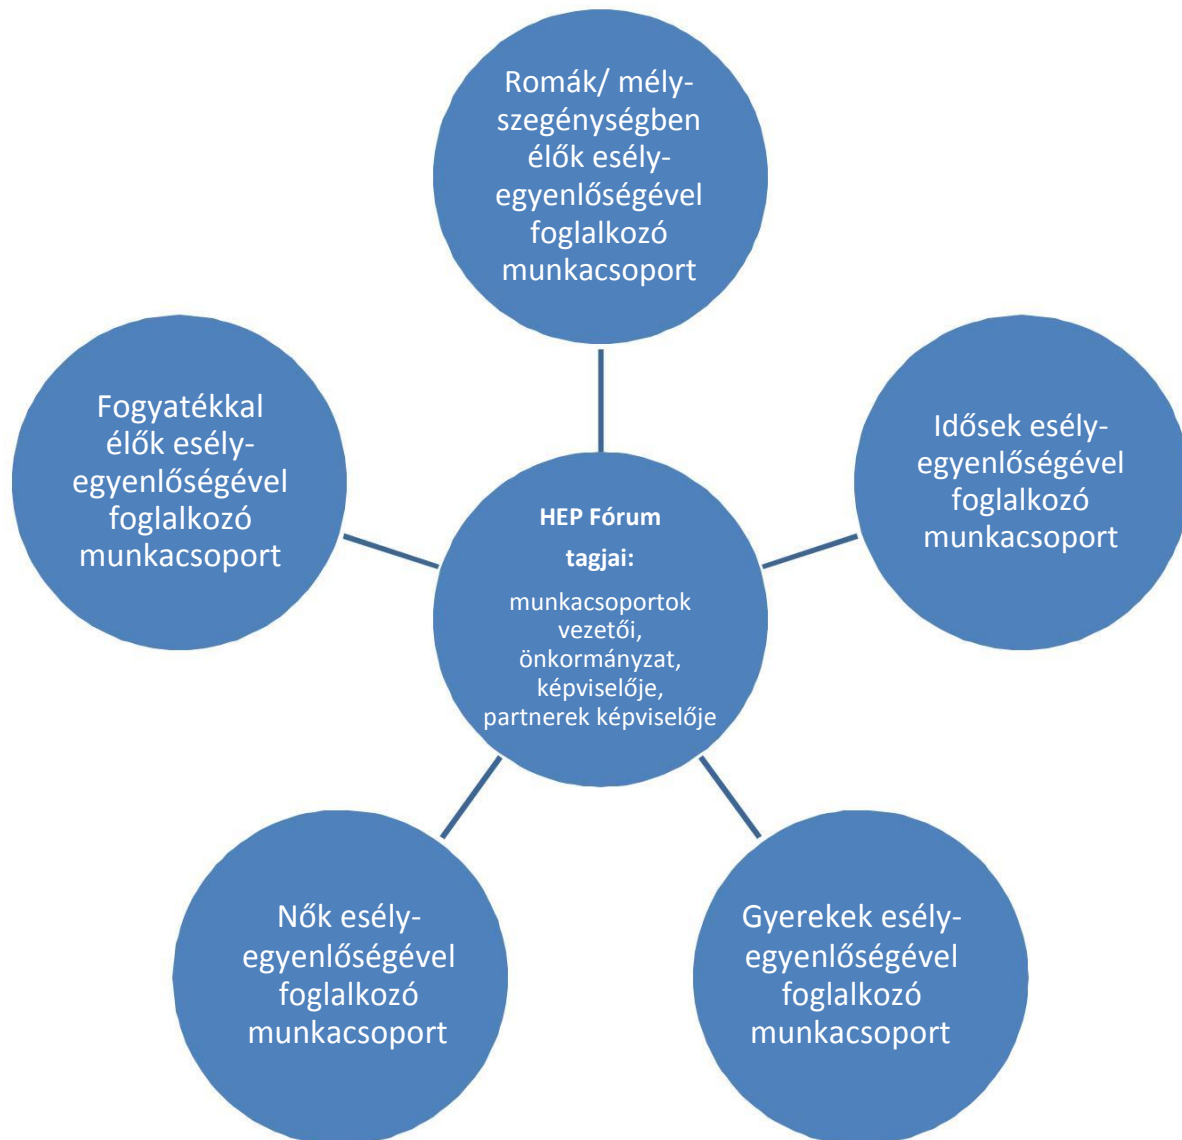 Romák/ mély-
szegénységben
élők esély-
egyenlőségével
foglalkozó
munkacsoport
Fogyatékkal
élők esély-
egyenlőségével
foglalkozó
munkacsoport
Idősek esély-
egyenlőségével
foglalkozó
munkacsoport
HEP Fórum
tagjai:
munkacsoportok
vezetői,
önkormányzat,
képviselője,
partnerek képviselője
Nők esély-
egyenlőségével
foglalkozó
munkacsoport
Gyerekek esély-
egyenlőségével
foglalkozó
munkacsoport